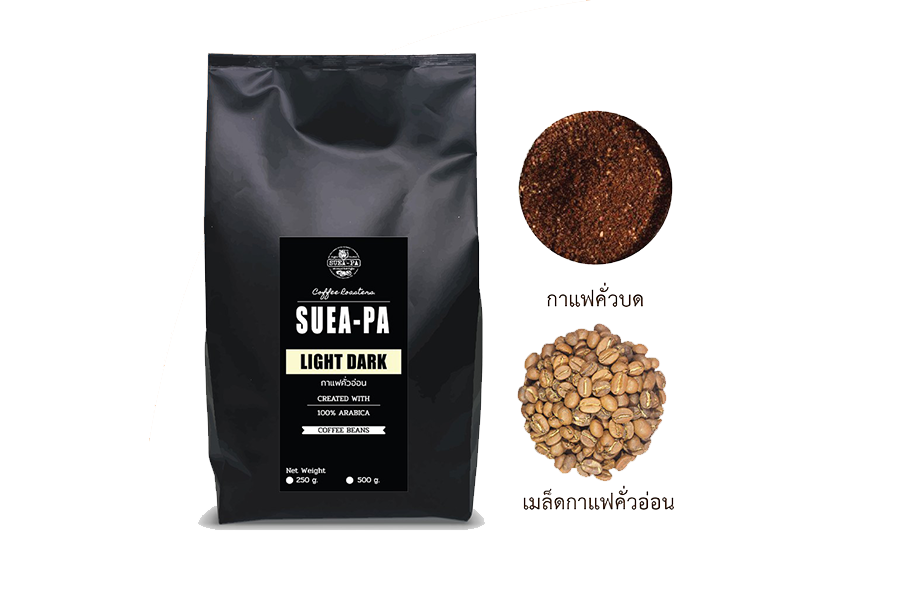 SUEA-PA
Coffee Roasters
SUEA-PA
LIGHT DARK
กาแฟคั่วอ่อน
CREATED WITH
100% ARABICA
COFFEE BEANS
Net Weight
250 g. 500 g.
กาแฟคั่วบด
เมล็ดกาแฟคั่วอ่อน